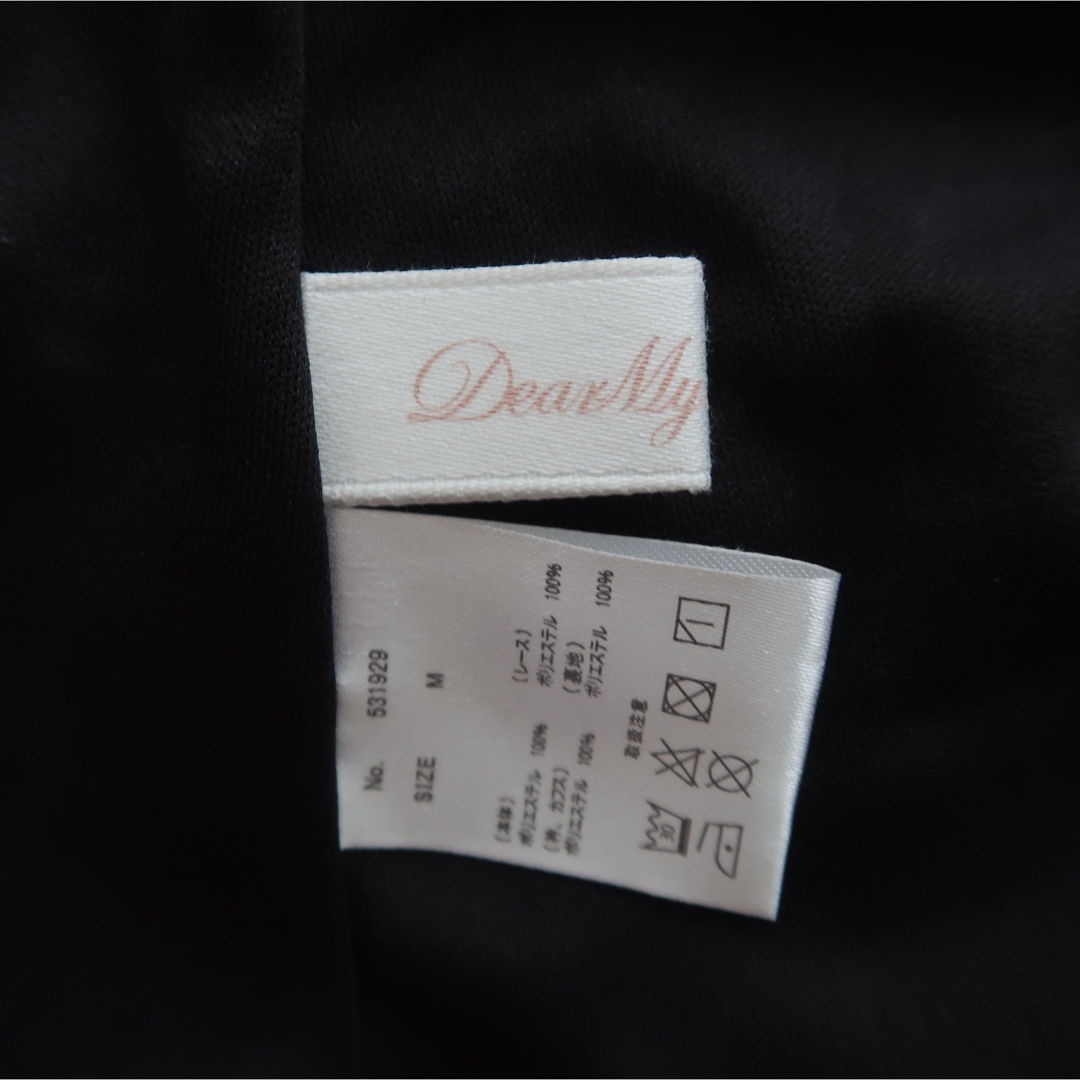 DearMy
No. 531929
SIZE M
(本体)
ポリエステル 100%
(衿、カフス)
ポリエステル 100%
(レース)
ポリエステル 100%
(裏地)
ポリエステル 100%
取扱注意
30